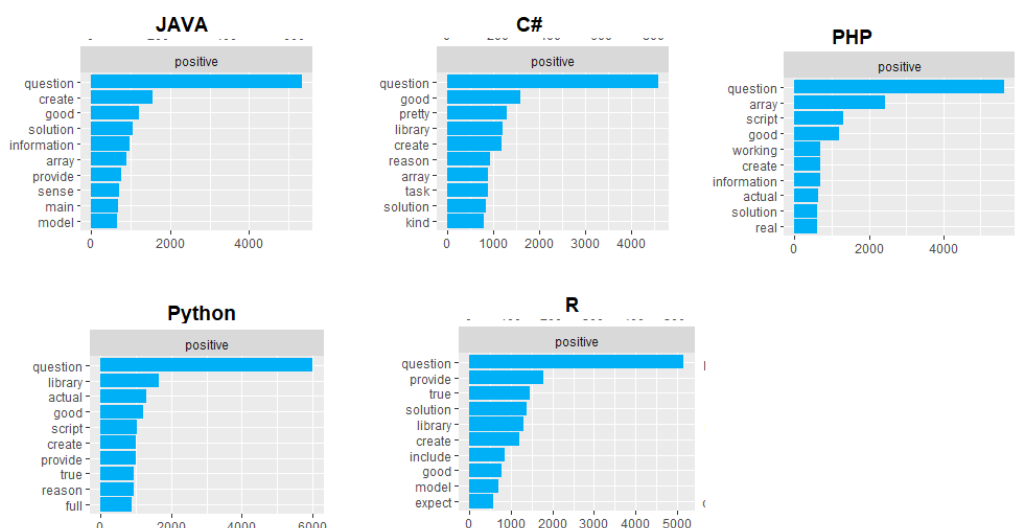 JAVA
positive
question
create
good
solution
information
array
provide
sense
main
model
0 2000 4000
C#
positive
question
good
pretty
library
create
reason
array
task
solution
kind
0 1000 2000 3000 4000
PHP
positive
question
array
script
good
working
create
information
actual
solution
real
0 2000 4000
Python
positive
question
library
actual
good
script
create
provide
true
reason
full
0 2000 4000 6000
R
positive
question
provide
true
solution
library
create
include
good
model
expect
0 1000 2000 3000 4000 5000